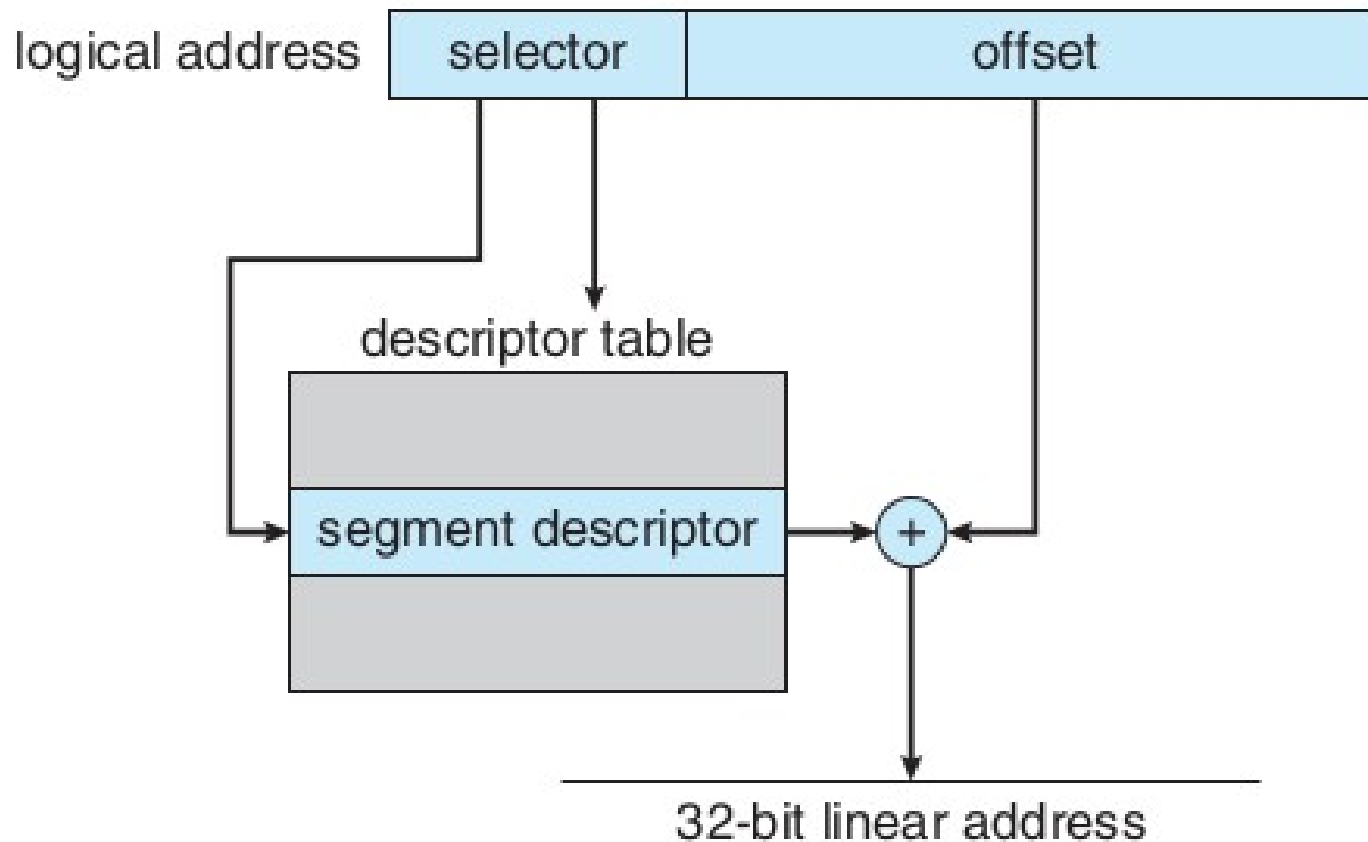 logical address
selector
offset
descriptor table
segment descriptor
+
32-bit linear address